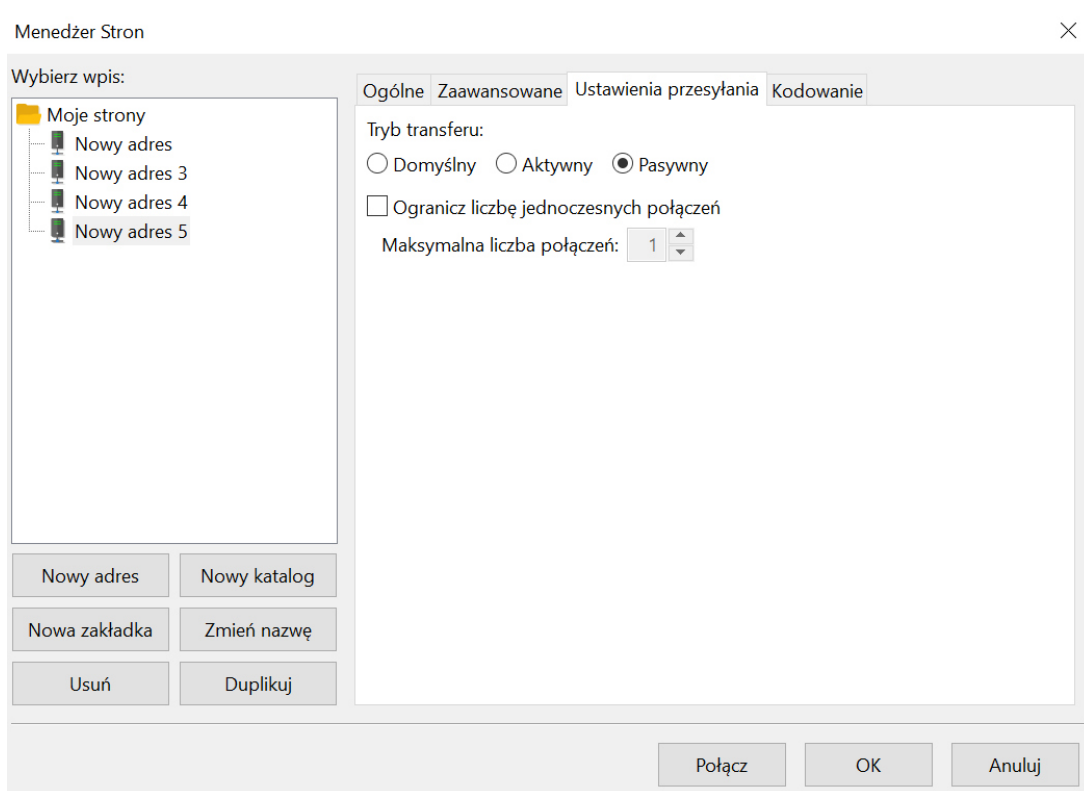 Menedżer Stron
Wybierz wpis:
Moje strony
Nowy adres
Nowy adres 3
Nowy adres 4
Nowy adres 5
Nowy adres Nowy katalog
Nowa zakładka Zmień nazwę
Usuń Duplikuj
Ogólne Zaawansowane Ustawienia przesyłania Kodowanie
Tryb transferu:
Domyślny Aktywny Pasywny
Ogranicz liczbę jednoczesnych połączeń
Maksymalna liczba połączeń: 1
Połącz OK Anuluj